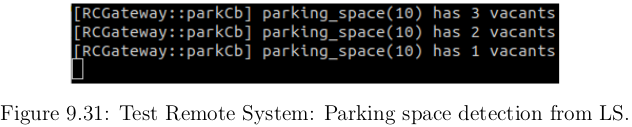 [RCGateway::parkCb] parking_space(10) has 3 vacants
[RCGateway::parkCb] parking_space(10) has 2 vacants
[RCGateway::parkCb] parking_space(10) has 1 vacants
Figure 9.31: Test Remote System: Parking space detection from LS.